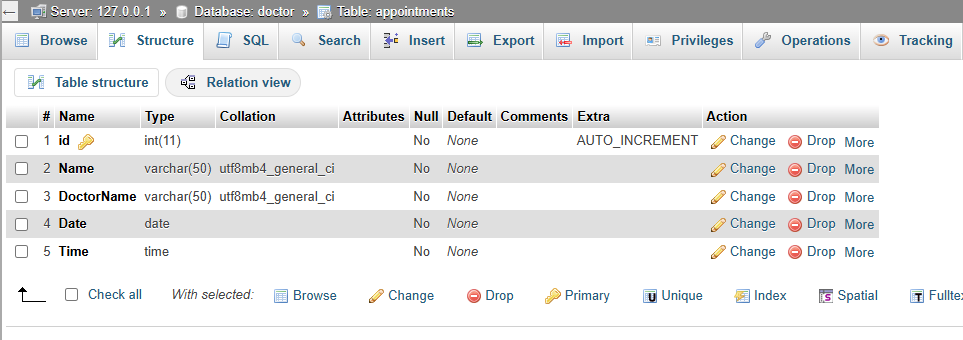 Server: 127.0.0.1 » Database: doctor » Table: appointments
Browse Structure SQL Search Insert Export Import Privileges Operations Tracking
Table structure Relation view
# Name Type Collation Attributes Null Default Comments Extra Action
1 id int(11) No None AUTO_INCREMENT Change Drop More
2 Name varchar(50) utf8mb4_general_ci No None Change Drop More
3 DoctorName varchar(50) utf8mb4_general_ci No None Change Drop More
4 Date date No None Change Drop More
5 Time time No None Change Drop More
Check all With selected: Browse Change Drop Primary Unique Index Spatial Fullte